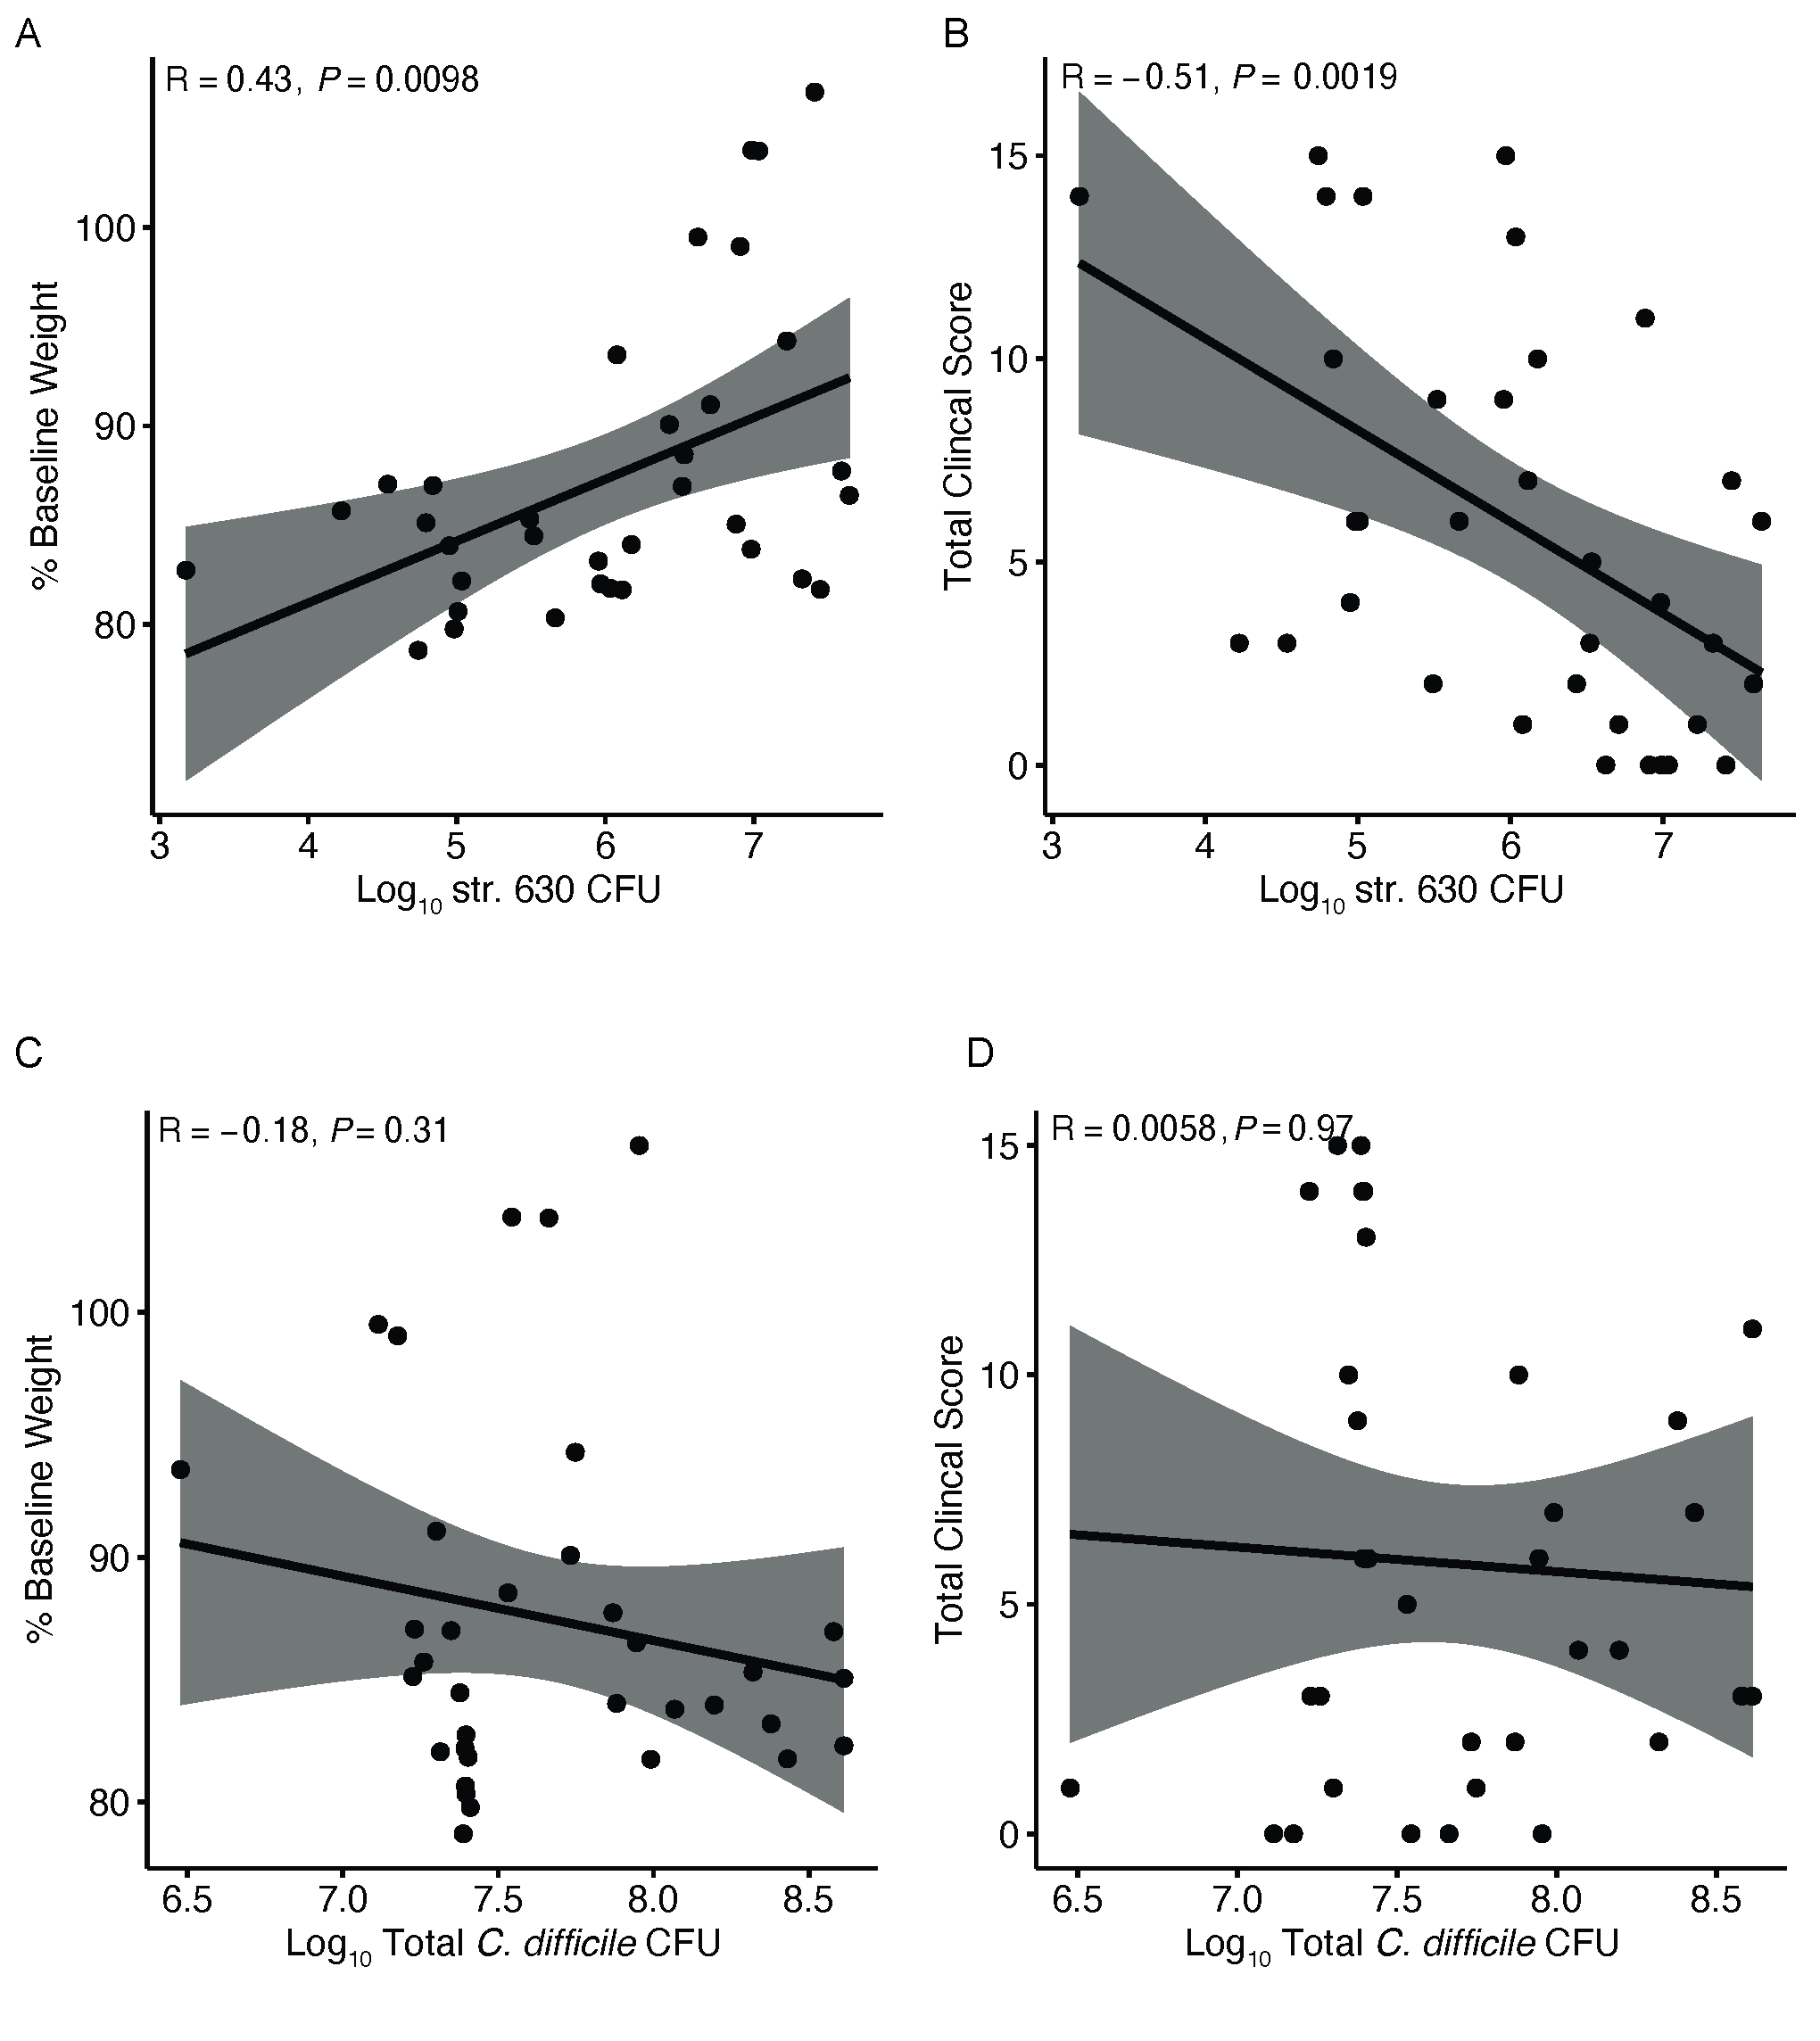 A
R = 0.43, P = 0.0098
100
90
80
% Baseline Weight
3 4 5 6 7
Log10 str. 630 CFU
B
R = −0.51, P = 0.0019
15
10
5
0
Total Clincal Score
3 4 5 6 7
Log10 str. 630 CFU
C
R = −0.18, P = 0.31
100
90
80
% Baseline Weight
6.5 7.0 7.5 8.0 8.5
Log10 Total C. difficile CFU
D
R = 0.0058, P = 0.97
15
10
5
0
Total Clincal Score
6.5 7.0 7.5 8.0 8.5
Log10 Total C. difficile CFU